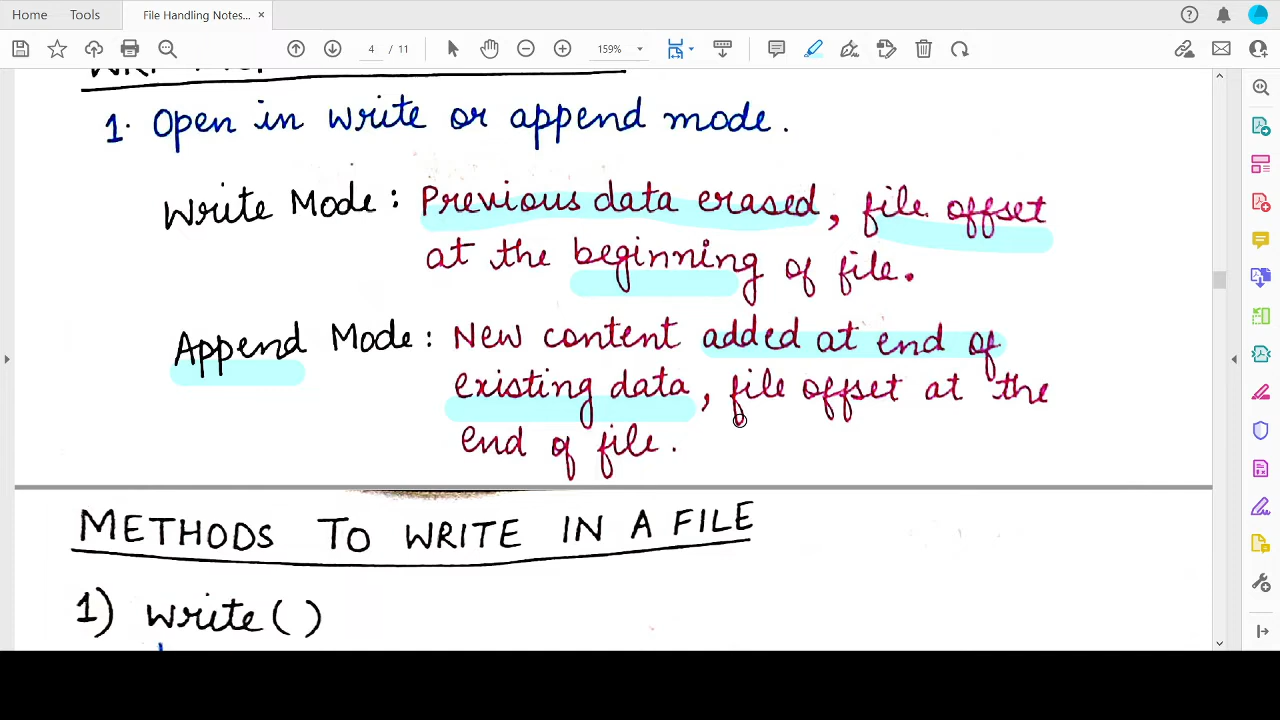 Home Tools File Handling Notes... ×
4 / 11 159%
1. Open in write or append mode.
Write Mode: Previous data erased, file offset
at the beginning of file.
Append Mode: New content added at end of
existing data, file offset at the
end of file.
METHODS TO WRITE IN A FILE
1) write()